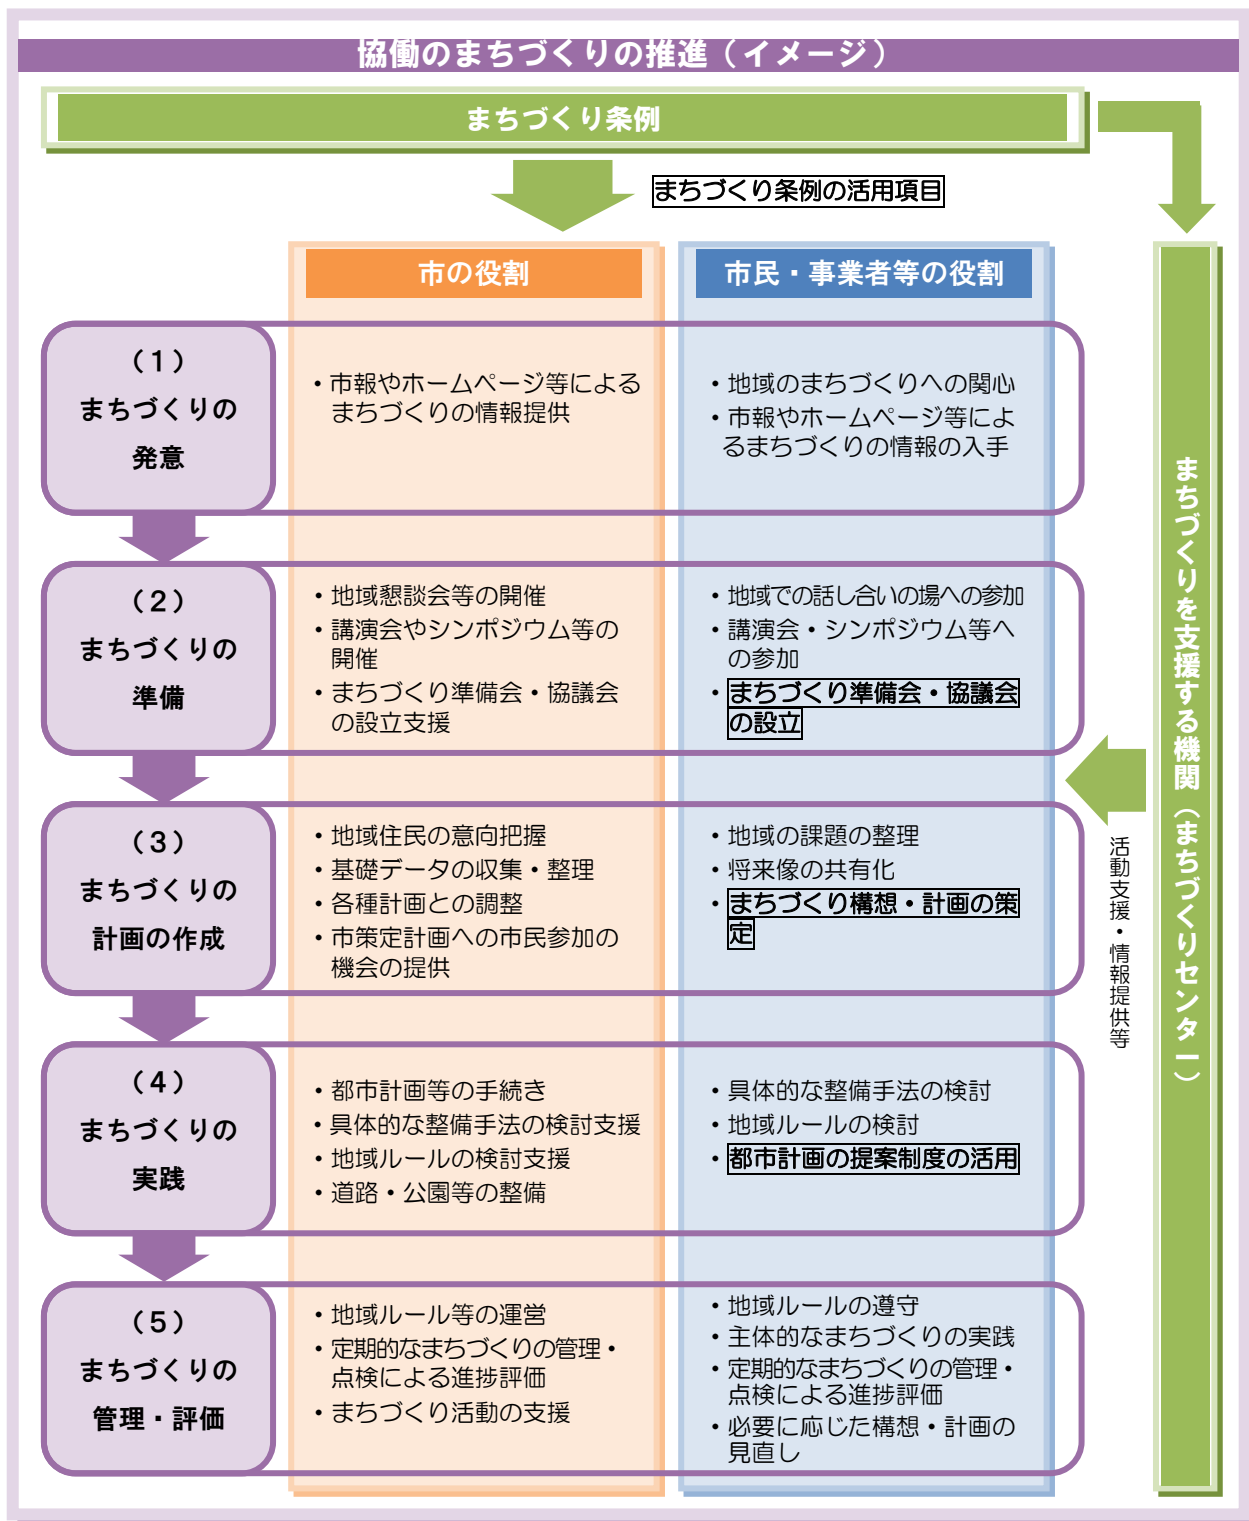 協働のまちづくりの推進（イメージ）
まちづくり条例
まちづくり条例の活用項目
市の役割
市民・事業者等の役割
（１）
まちづくりの
発意
・市報やホームページ等による
まちづくりの情報提供
・地域のまちづくりへの関心
・市報やホームページ等によ
るまちづくりの情報の入手
（２）
まちづくりの
準備
・地域懇談会等の開催
・講演会やシンポジウム等の
開催
・まちづくり準備会・協議会
の設立支援
・地域での話し合いの場への参加
・講演会・シンポジウム等へ
の参加
・まちづくり準備会・協議会
の設立
（３）
まちづくりの
計画の作成
・地域住民の意向把握
・基礎データの収集・整理
・各種計画との調整
・市策定計画への市民参加の
機会の提供
・地域の課題の整理
・将来像の共有化
・まちづくり構想・計画の策
定
（４）
まちづくりの
実践
・都市計画等の手続き
・具体的な整備手法の検討支援
・地域ルールの検討支援
・道路・公園等の整備
・具体的な整備手法の検討
・地域ルールの検討
・都市計画の提案制度の活用
（５）
まちづくりの
管理・評価
・地域ルール等の運営
・定期的なまちづくりの管理・
点検による進捗評価
・まちづくり活動の支援
・地域ルールの遵守
・主体的なまちづくりの実践
・定期的なまちづくりの管理・
点検による進捗評価
・必要に応じた構想・計画の
見直し
活動支援・情報提供等
まちづくりを支援する機関（まちづくりセンター）